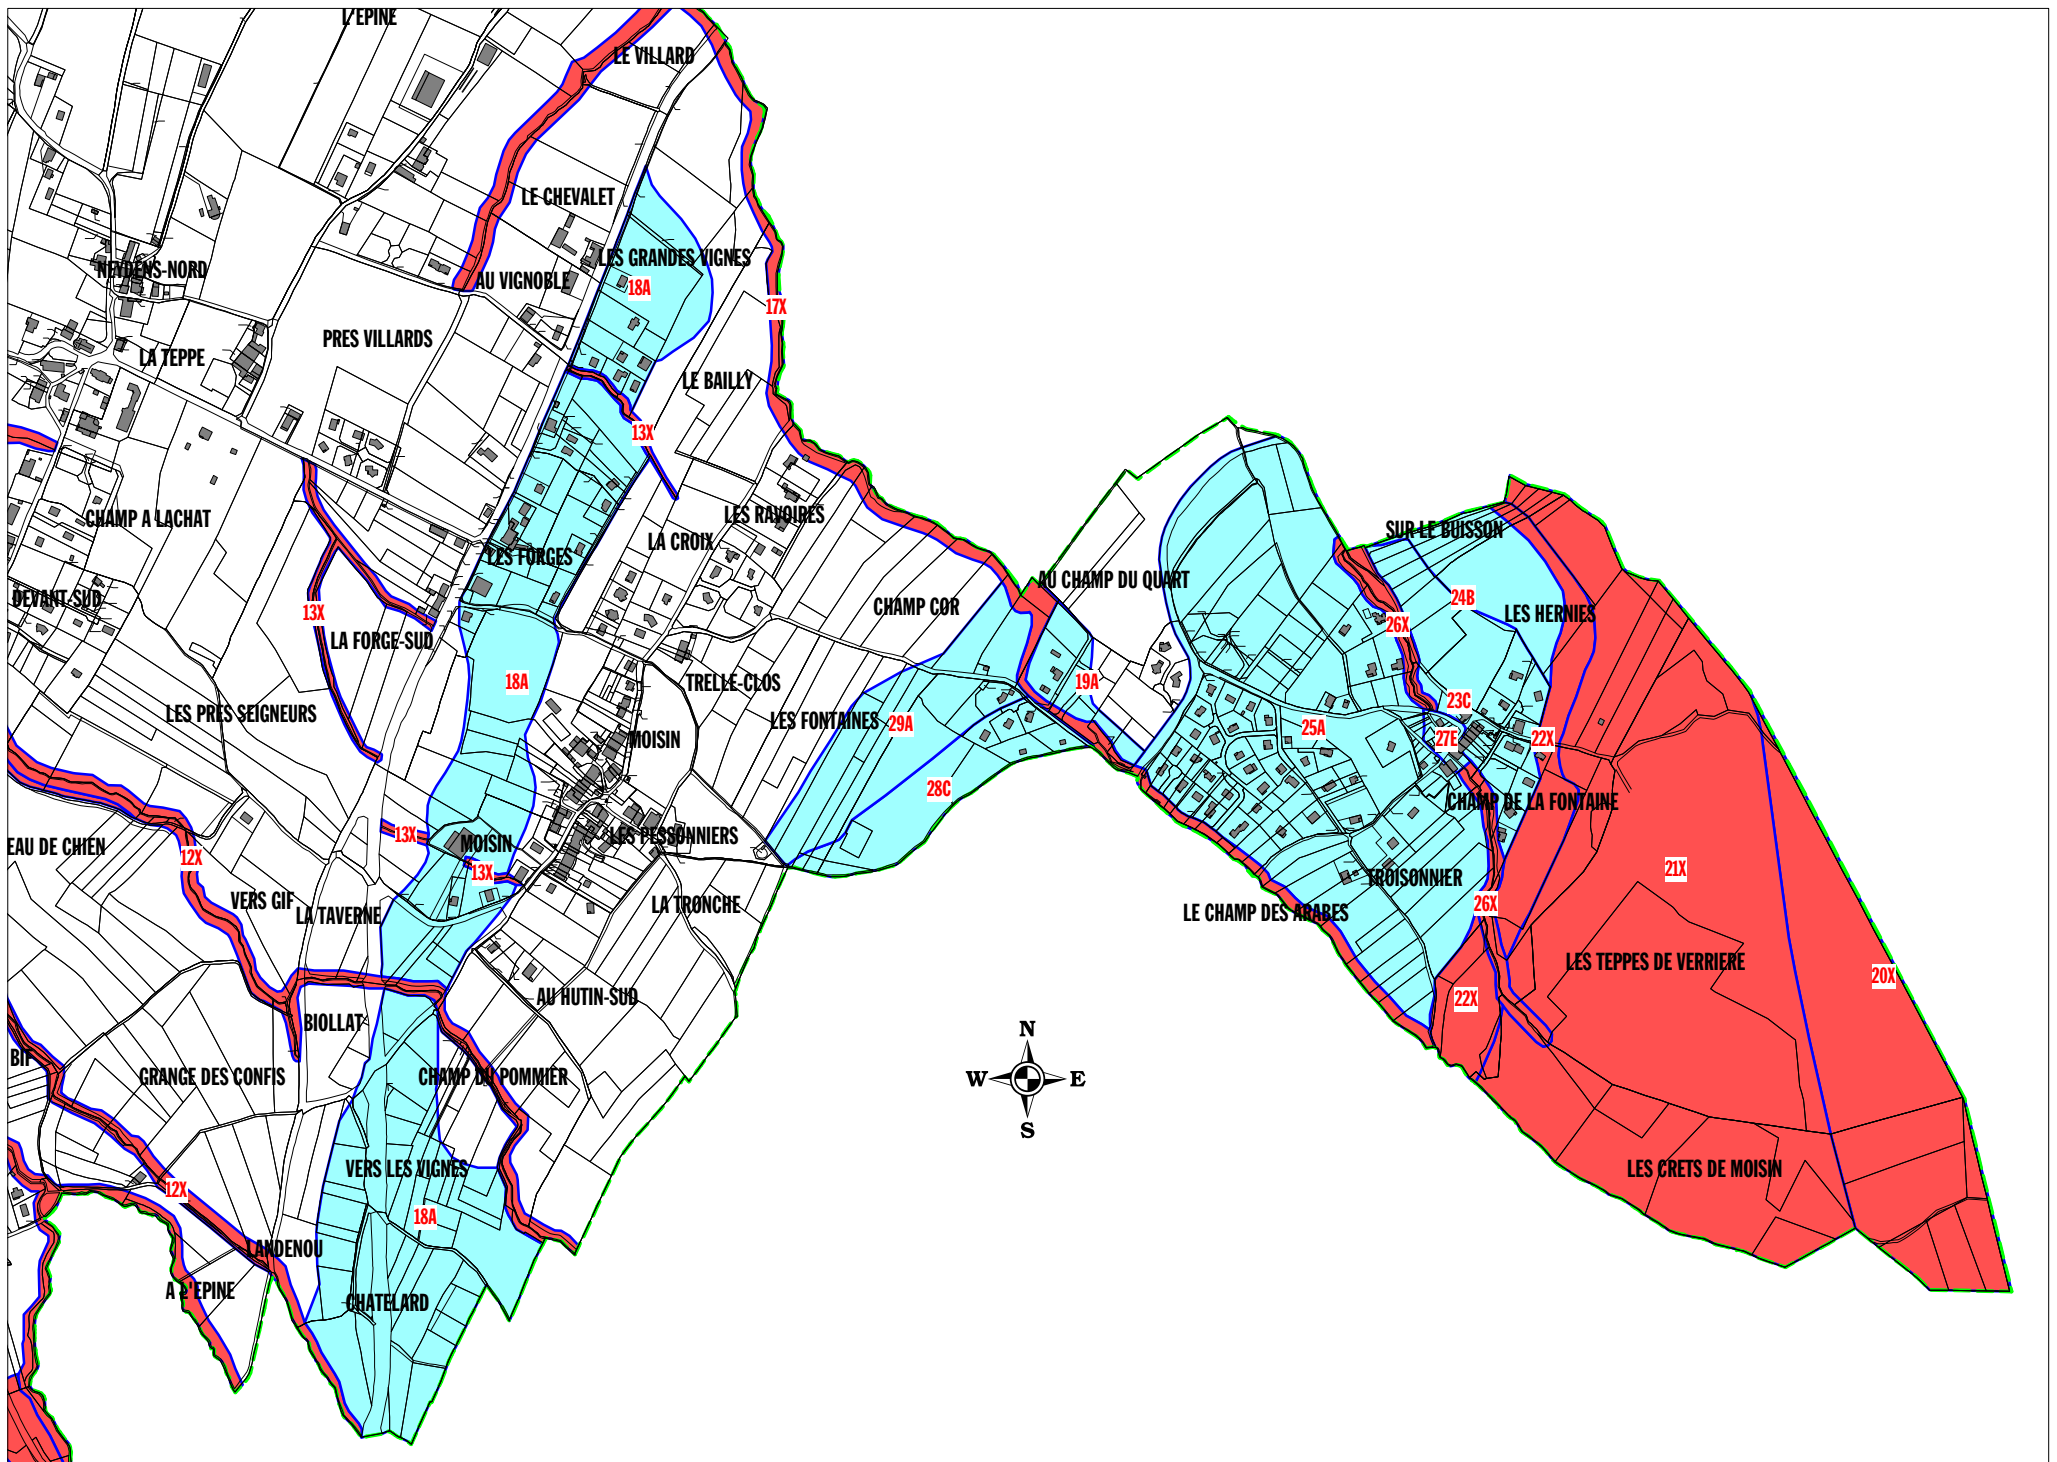 L'EPINE
LE VILLARD
LE CHEVALET
LES GRANDES VIGNES
NEYDENS-NORD
AU VIGNOBLE
18A
17X
PRES VILLARDS
LA TEPPE
LE BAILLY
13X
CHAMP A LACHAT
LES RAVOIRES
SUR LE BUISSON
LA CROIX
LES FORGES
AU CHAMP DU QUART
DEVANT-SUD
24B
CHAMP COR
13X
LES HERNIES
26X
LA FORGE-SUD
18A
TRELLE-CLOS
19A
23C
LES PRES SEIGNEURS
LES FONTAINES
29A
25A
MOISIN
27E
22X
28C
CHAMP DE LA FONTAINE
13X
LES PESSONNIERS
MOISIN
EAU DE CHIEN
12X
21X
13X
TROISONNIER
VERS GIF
LA TAVERNE
LA TRONCHE
26X
LE CHAMP DES ARABES
LES TEPPES DE VERRIERE
20X
AU HUTIN-SUD
22X
BIOLLAT
N
BIF
GRANGE DES CONFIS
CHAMP DU POMMIER
W
E
S
VERS LES VIGNES
LES CRETS DE MOISIN
12X
18A
LANDENOU
A L'EPINE
CHATELARD